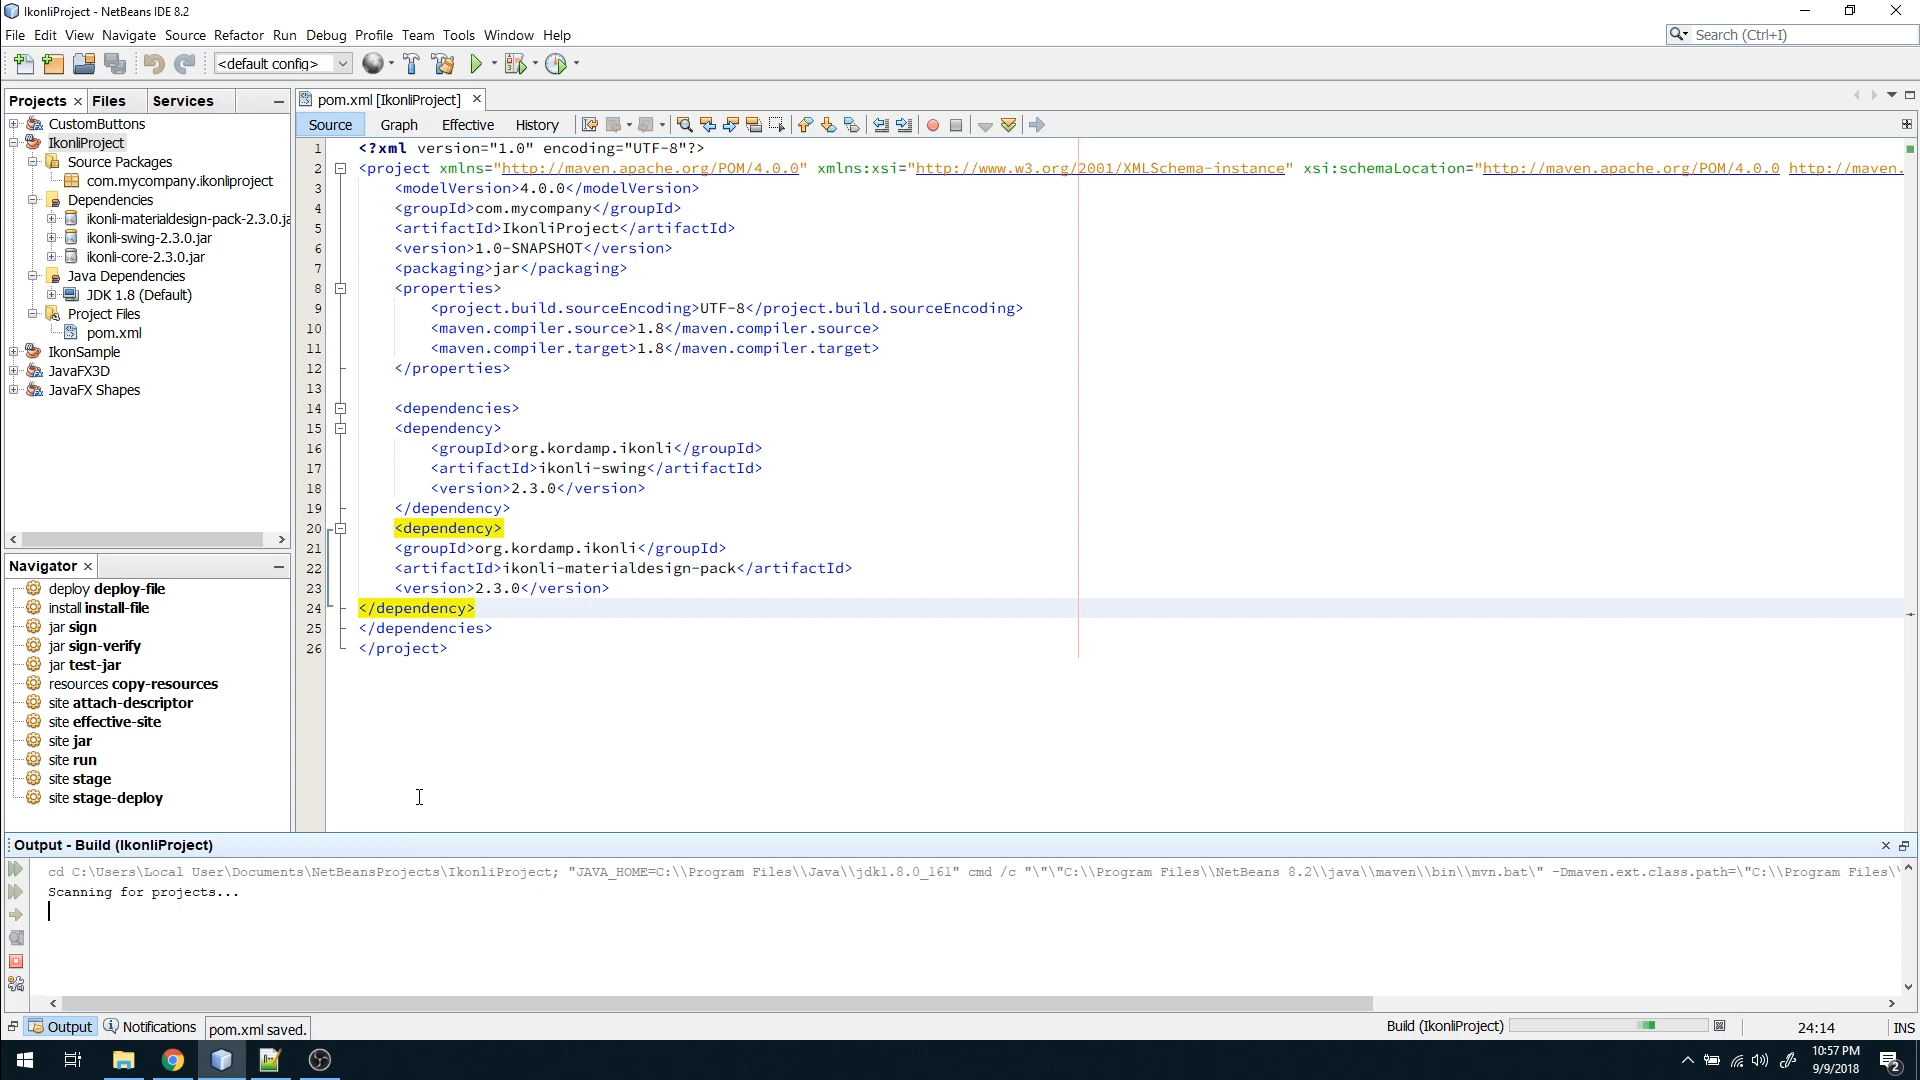 IkonliProject - NetBeans IDE 8.2
File Edit View Navigate Source Refactor Run Debug Profile Team Tools Window Help
Search (Ctrl+I)
<default config>
Projects Files Services
pom.xml [IkonliProject]
Source Graph Effective History
CustomButtons
IkonliProject
Source Packages
com.mycompany.ikonliproject
Dependencies
ikonli-materialdesign-pack-2.3.0.ja
ikonli-swing-2.3.0.jar
ikonli-core-2.3.0.jar
Java Dependencies
JDK 1.8 (Default)
Project Files
pom.xml
IkonSample
JavaFX3D
JavaFX Shapes
1 <?xml version="1.0" encoding="UTF-8"?>
2 <project xmlns="http://maven.apache.org/POM/4.0.0" xmlns:xsi="http://www.w3.org/2001/XMLSchema-instance" xsi:schemaLocation="http://maven.apache.org/POM/4.0.0 http://maven.
3 <modelVersion>4.0.0</modelVersion>
4 <groupId>com.mycompany</groupId>
5 <artifactId>IkonliProject</artifactId>
6 <version>1.0-SNAPSHOT</version>
7 <packaging>jar</packaging>
8 <properties>
9 <project.build.sourceEncoding>UTF-8</project.build.sourceEncoding>
10 <maven.compiler.source>1.8</maven.compiler.source>
11 <maven.compiler.target>1.8</maven.compiler.target>
12 </properties>
13
14 <dependencies>
15 <dependency>
16 <groupId>org.kordamp.ikonli</groupId>
17 <artifactId>ikonli-swing</artifactId>
18 <version>2.3.0</version>
19 </dependency>
20 <dependency>
21 <groupId>org.kordamp.ikonli</groupId>
22 <artifactId>ikonli-materialdesign-pack</artifactId>
23 <version>2.3.0</version>
24 </dependency>
25 </dependencies>
26 </project>
Navigator
deploy deploy-file
install install-file
jar sign
jar sign-verify
jar test-jar
resources copy-resources
site attach-descriptor
site effective-site
site jar
site run
site stage
site stage-deploy
Output - Build (IkonliProject)
cd C:\Users\Local User\Documents\NetBeansProjects\IkonliProject; "JAVA_HOME=C:\\Program Files\\Java\\jdk1.8.0_161" cmd /c "\"\"C:\\Program Files\\NetBeans 8.2\\java\\maven\\bin\\mvn.bat\" -Dmaven.ext.class.path=\"C:\\Program Files\\
Scanning for projects...
Output Notifications pom.xml saved.
Build (IkonliProject)
24:14 INS
10:57 PM
9/9/2018
2